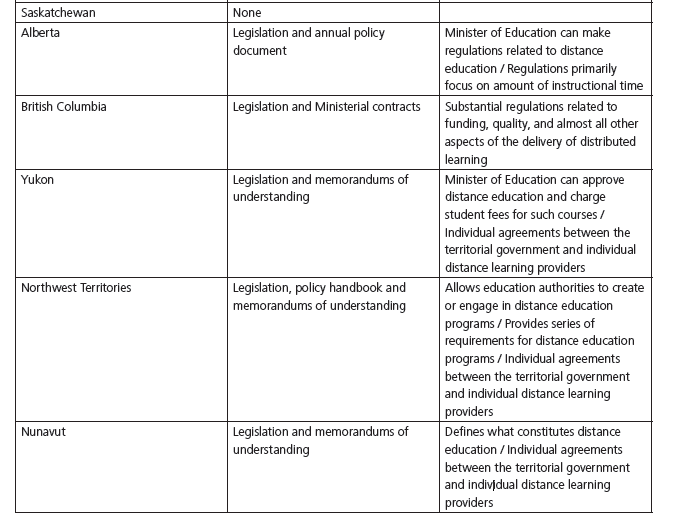 Saskatchewan
None
Alberta
Legislation and annual policy
document
Minister of Education can make
regulations related to distance
education / Regulations primarily
focus on amount of instructional time
British Columbia
Legislation and Ministerial contracts
Substantial regulations related to
funding, quality, and almost all other
aspects of the delivery of distributed
learning
Yukon
Legislation and memorandums of
understanding
Minister of Education can approve
distance education and charge
student fees for such courses /
Individual agreements between the
territorial government and individual
distance learning providers
Northwest Territories
Legislation, policy handbook and
memorandums of understanding
Allows education authorities to create
or engage in distance education
programs / Provides series of
requirements for distance education
programs / Individual agreements
between the territorial government
and individual distance learning
providers
Nunavut
Legislation and memorandums of
understanding
Defines what constitutes distance
education / Individual agreements
between the territorial government
and individual distance learning
providers